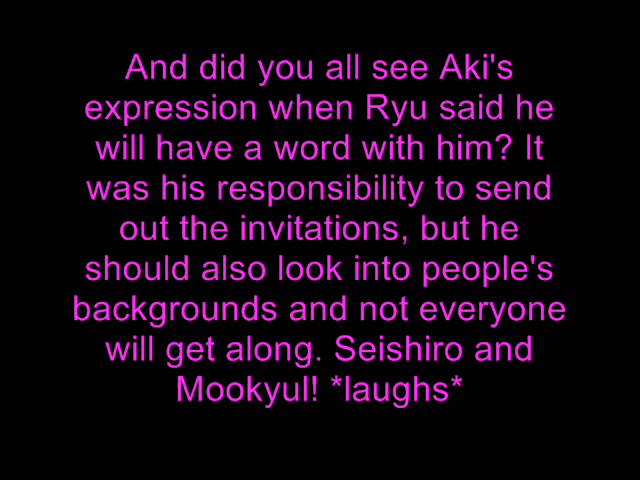 And did you all see Aki's
expression when Ryu said he
will have a word with him? It
was his responsibility to send
out the invitations, but he
should also look into people's
backgrounds and not everyone
will get along. Seishiro and
Mookyul! *laughs*